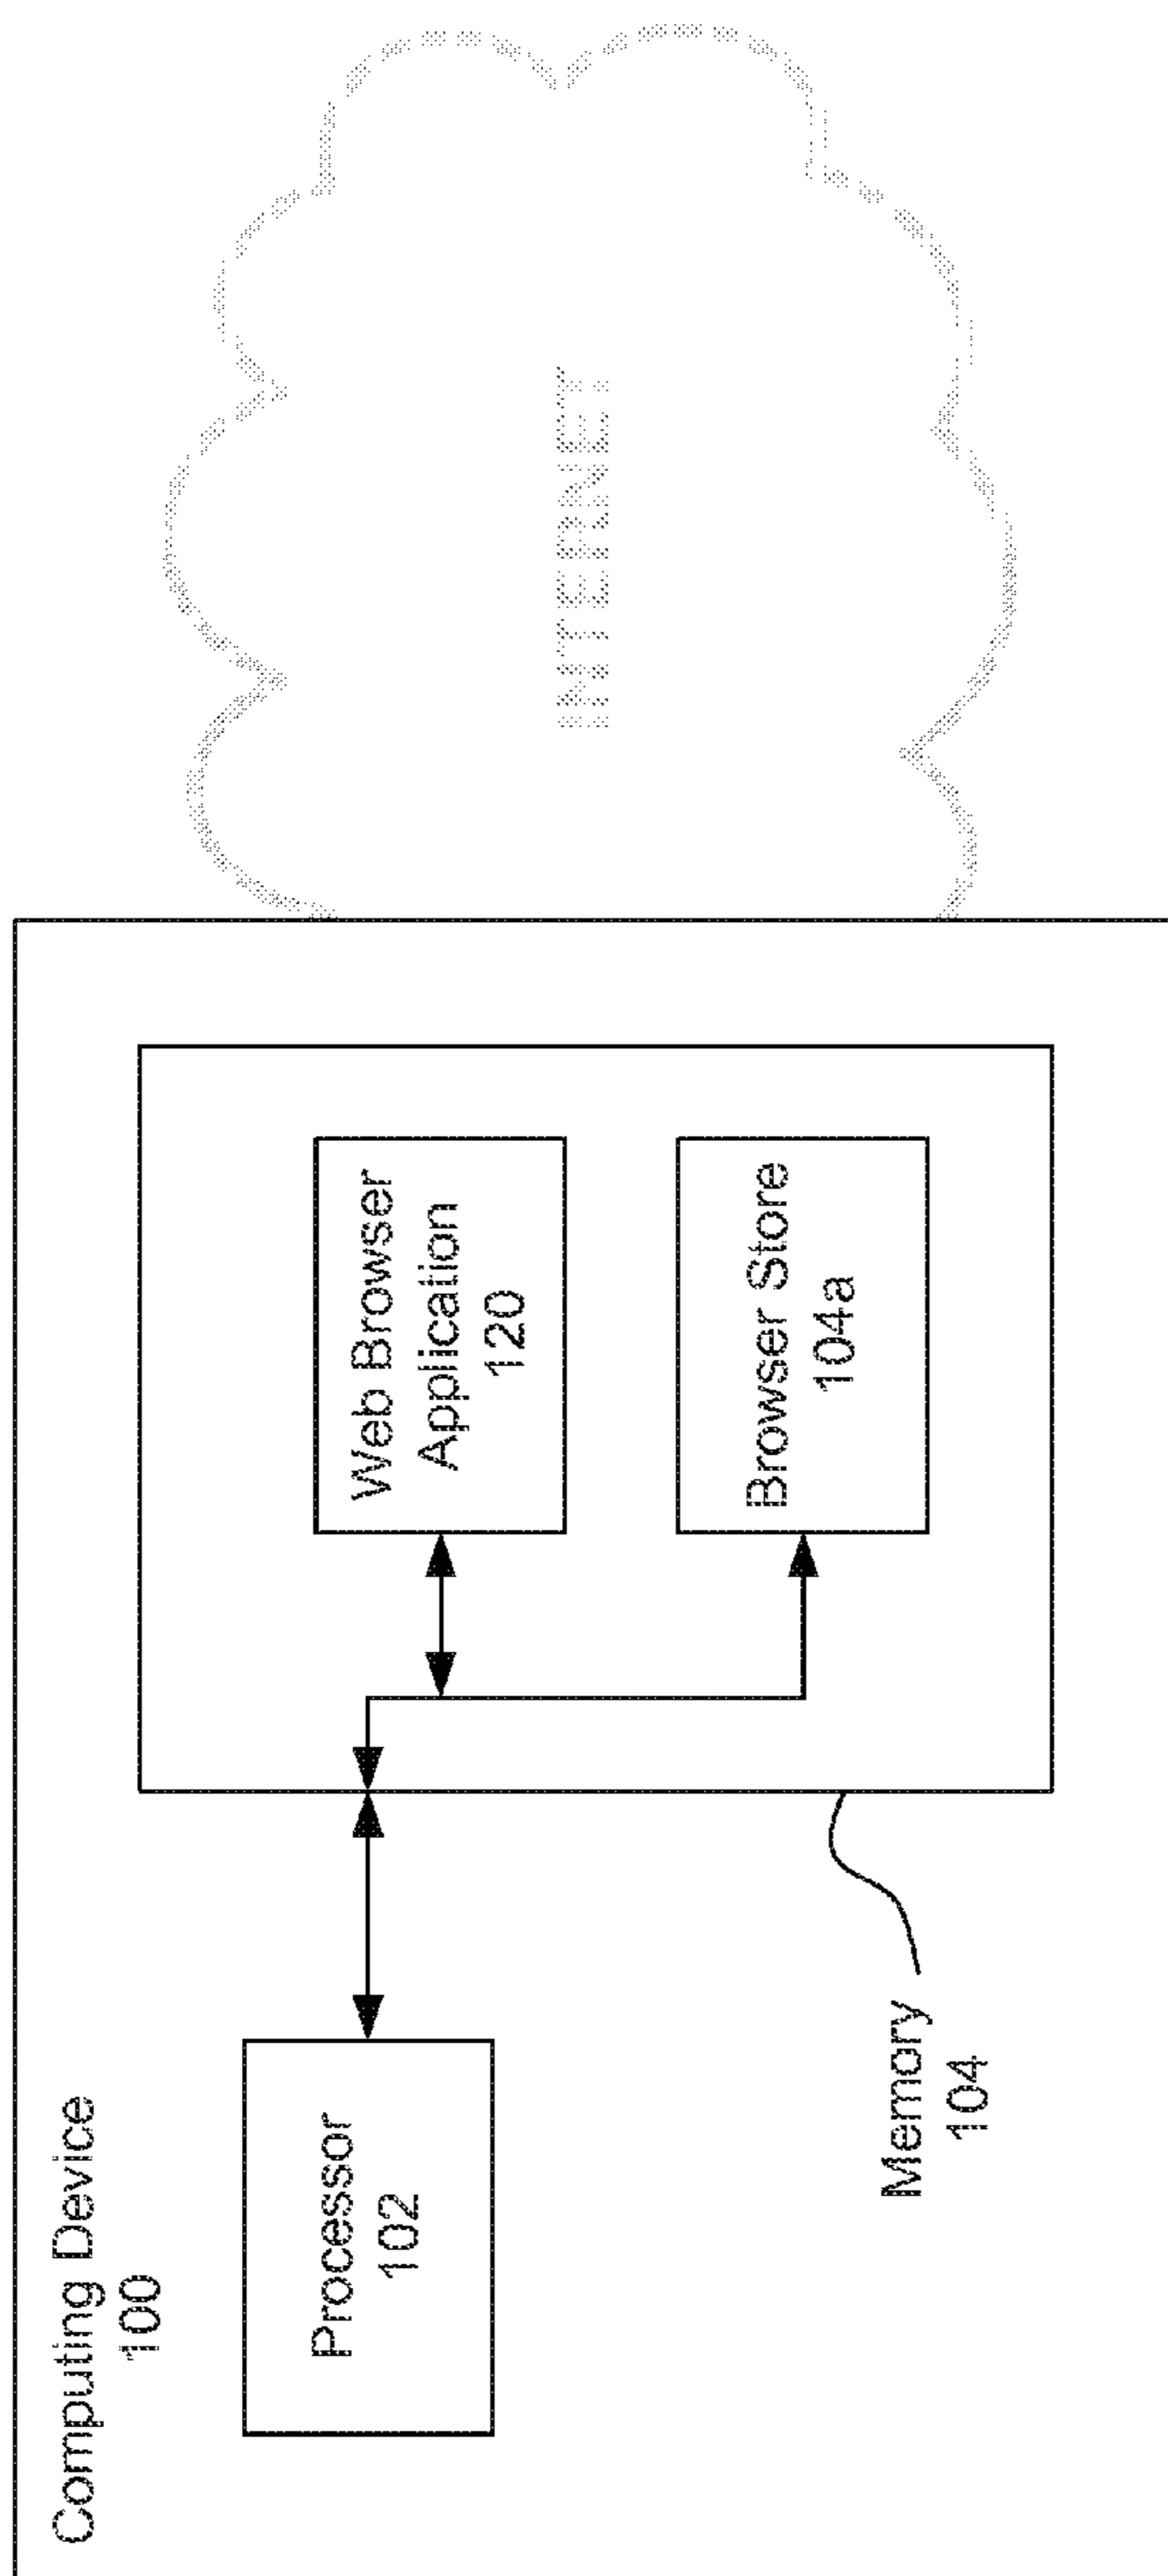 Computing Device
100
Processor
102
Memory
104
Web Browser
Application
120
Browser Store
104a
INTERNET